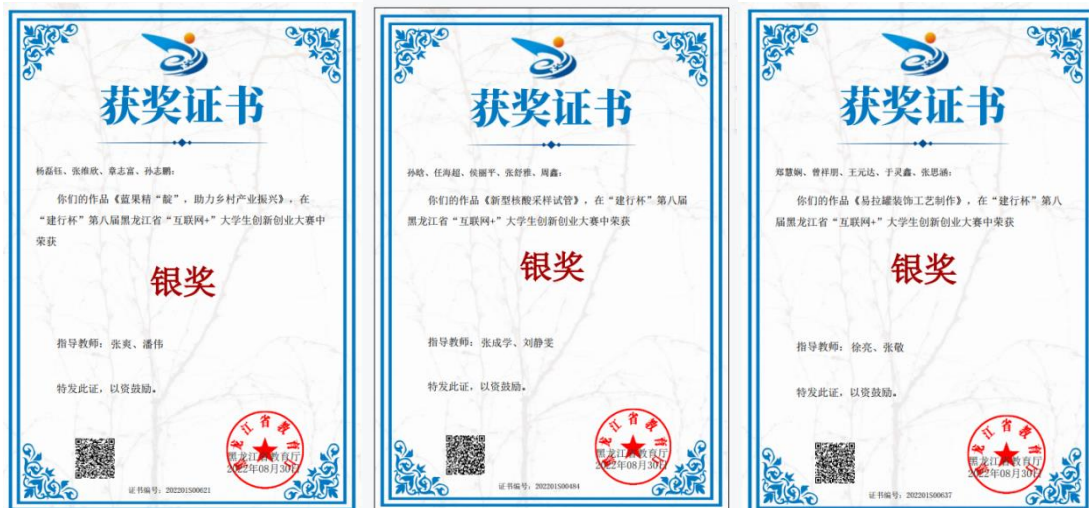 获奖证书
杨磊钰、张维欣、章志富、孙志鹏：
你们的作品《蓝果精“靛”，助力乡村产业振兴》，在
“建行杯”第八届黑龙江省“互联网+”大学生创新创业大赛中
荣获
银奖
指导教师：张爽、潘伟
特发此证，以资鼓励。
黑龙江省教育厅
2022年08月30日
证书编号：202201S00621
获奖证书
孙晗、任海超、侯丽平、张舒雅、周鑫：
你们的作品《新型核酸采样试管》，在“建行杯”第八届
黑龙江省“互联网+”大学生创新创业大赛中荣获
银奖
指导教师：张成学、刘静雯
特发此证，以资鼓励。
黑龙江省教育厅
2022年08月30日
证书编号：202201S00484
获奖证书
郑慧娴、曾祥朋、王元达、于灵鑫、张思涵：
你们的作品《易拉罐装饰工艺制作》，在“建行杯”第八
届黑龙江省“互联网+”大学生创新创业大赛中荣获
银奖
指导教师：徐亮、张敬
特发此证，以资鼓励。
黑龙江省教育厅
2022年08月30日
证书编号：202201S00637